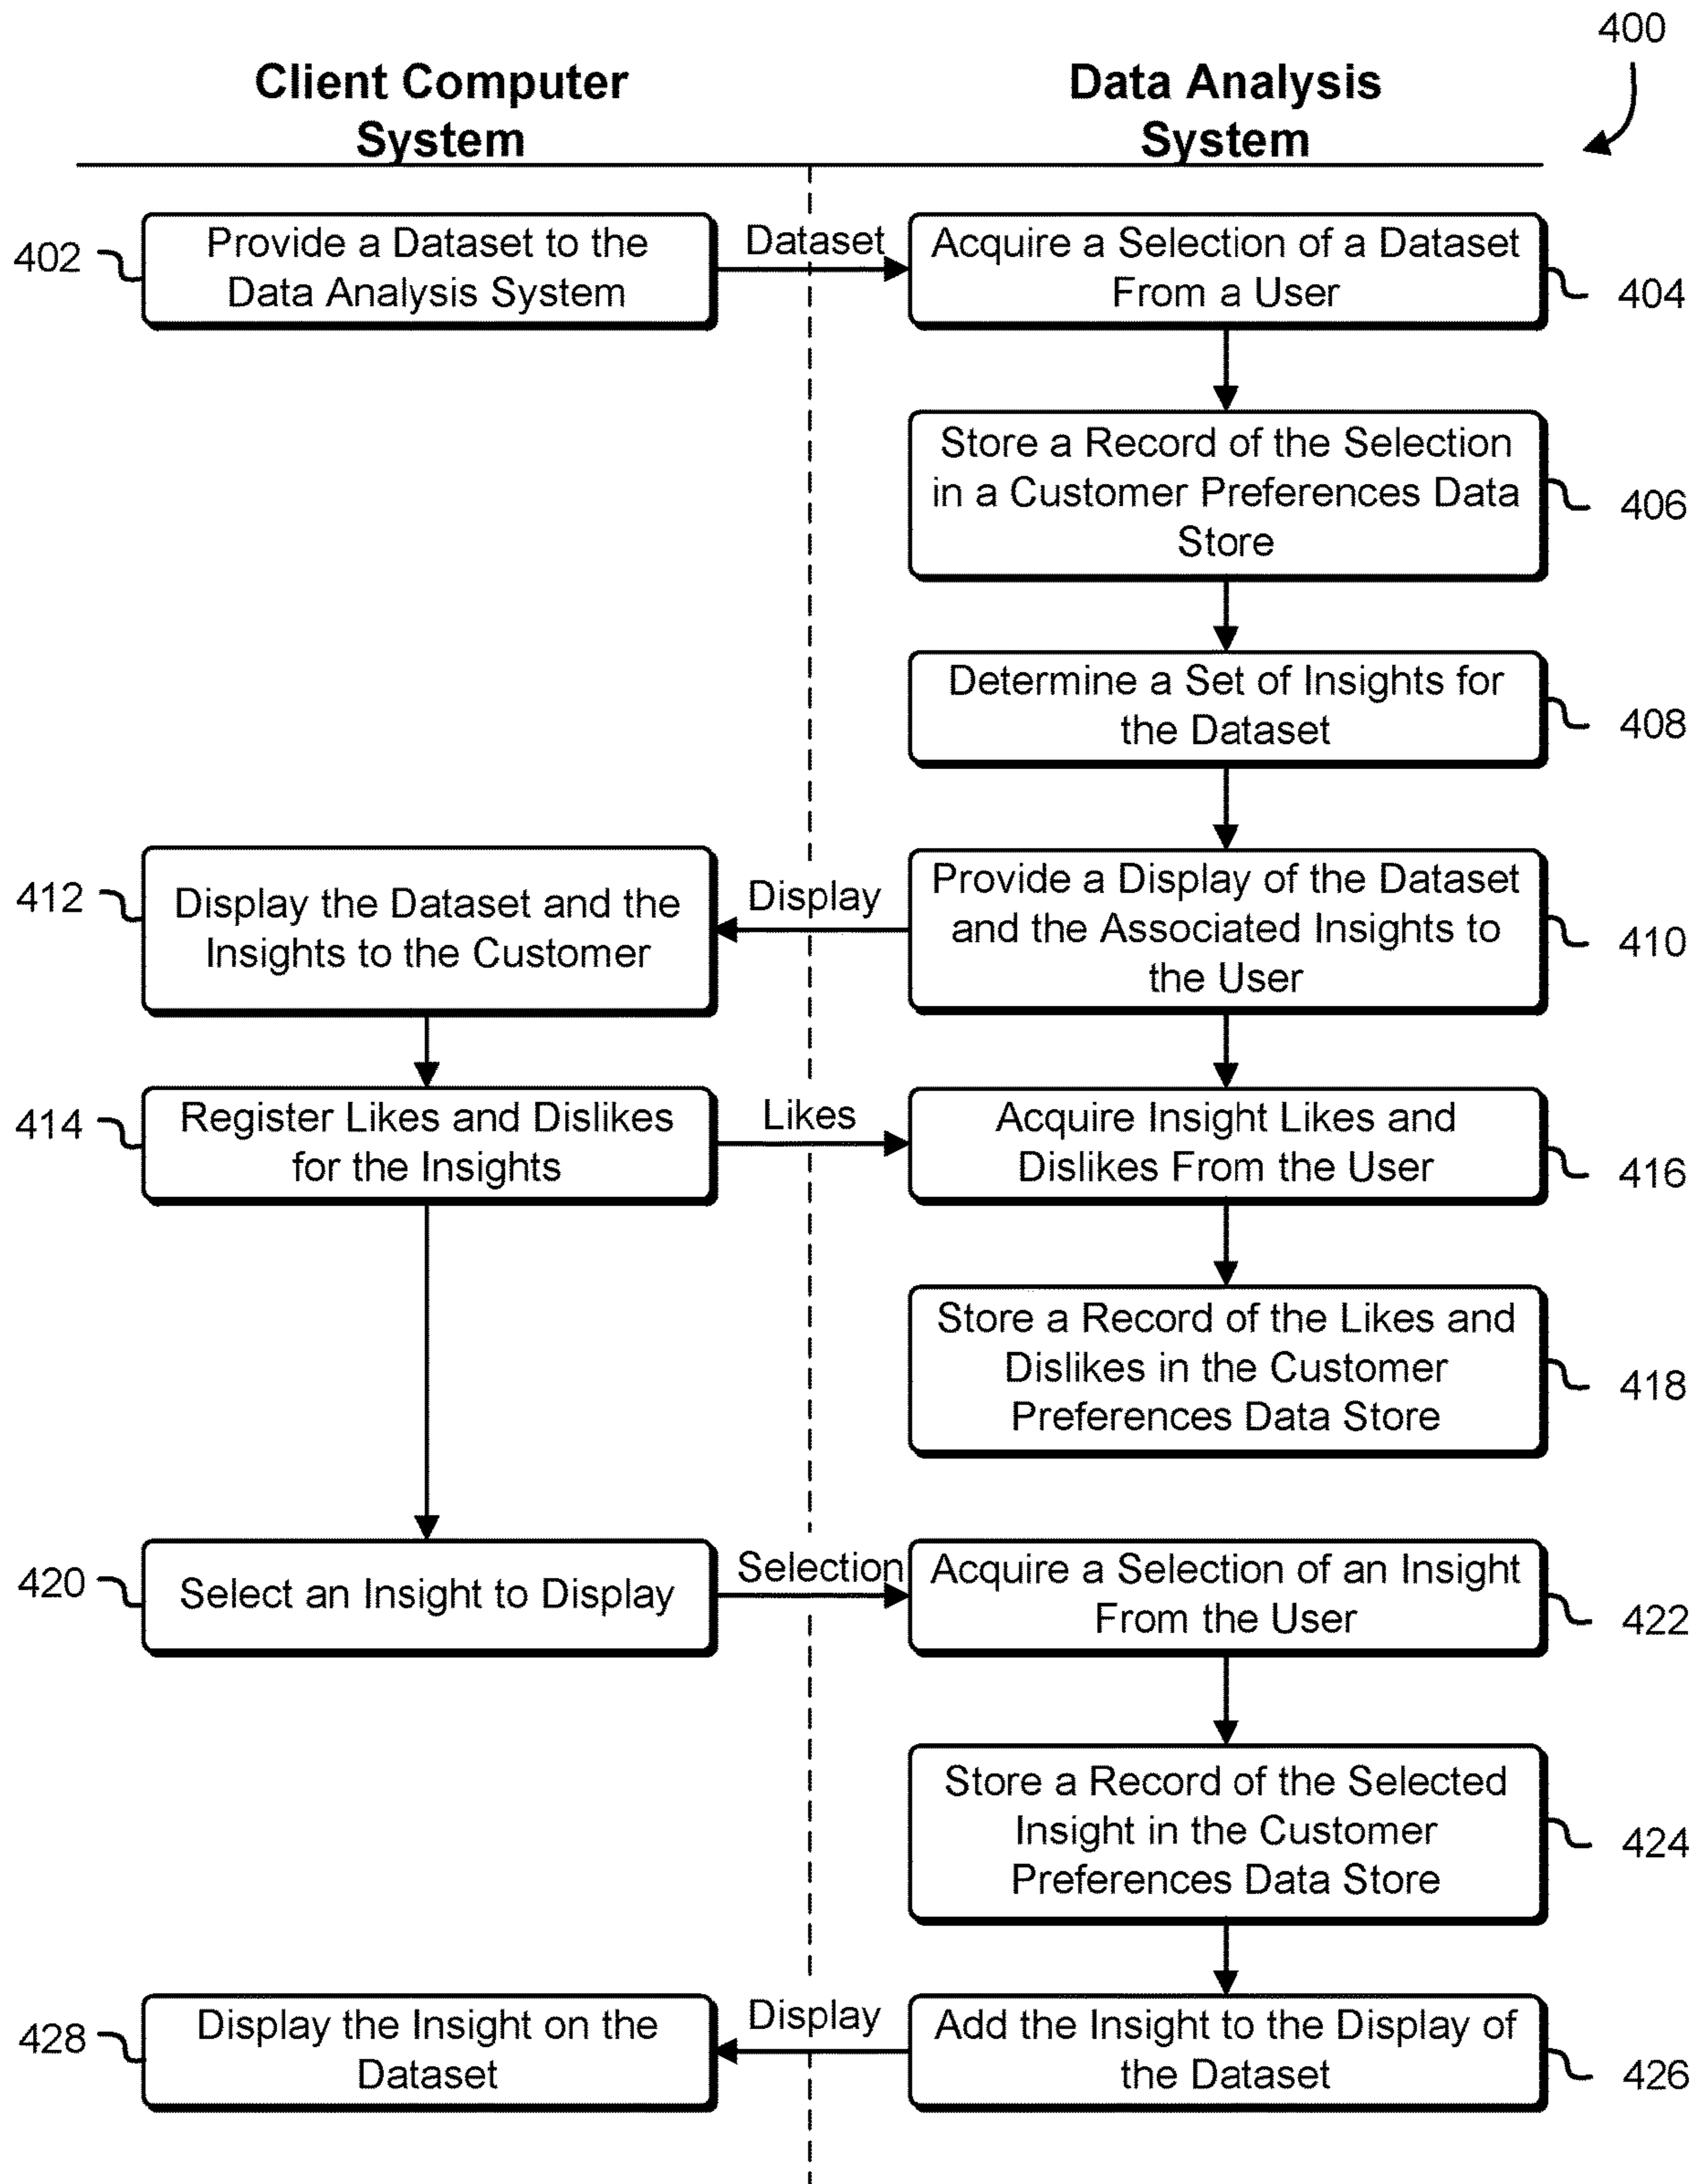 400
Client Computer
System
Data Analysis
System
402
Provide a Dataset to the
Data Analysis System
Dataset
Acquire a Selection of a Dataset
From a User
404
Store a Record of the Selection
in a Customer Preferences Data
Store
406
Determine a Set of Insights for
the Dataset
408
412
Display the Dataset and the
Insights to the Customer
Display
Provide a Display of the Dataset
and the Associated Insights to
the User
410
414
Register Likes and Dislikes
for the Insights
Likes
Acquire Insight Likes and
Dislikes From the User
416
Store a Record of the Likes and
Dislikes in the Customer
Preferences Data Store
418
420
Select an Insight to Display
Selection
Acquire a Selection of an Insight
From the User
422
Store a Record of the Selected
Insight in the Customer
Preferences Data Store
424
428
Display the Insight on the
Dataset
Display
Add the Insight to the Display of
the Dataset
426